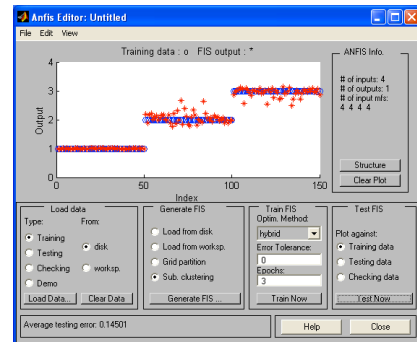 Anfis Editor: Untitled
File Edit View
Training data : o FIS output : *
Output
4
3
2
1
0
0 50 100 150
Index
ANFIS Info.
# of inputs: 4
# of outputs: 1
# of input mfs:
4 4 4 4
Structure
Clear Plot
Load data
Type: From:
Training
Testing
Checking
Demo
disk
worksp.
Load Data... Clear Data
Generate FIS
Load from disk
Load from worksp.
Grid partition
Sub. clustering
Generate FIS ...
Train FIS
Optim. Method:
hybrid
Error Tolerance:
0
Epochs:
3
Train Now
Test FIS
Plot against:
Training data
Testing data
Checking data
Test Now
Average testing error: 0.14501
Help Close